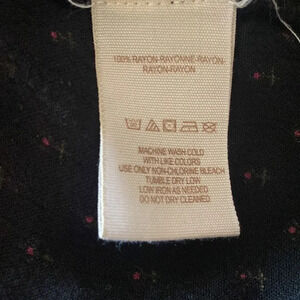 100% RAYON-RAYONNE-RAYON-
RAYON-RAYON
MACHINE WASH COLD
WITH LIKE COLORS
USE ONLY NON-CHLORINE BLEACH
TUMBLE DRY LOW
LOW IRON AS NEEDED
DO NOT DRY CLEANED